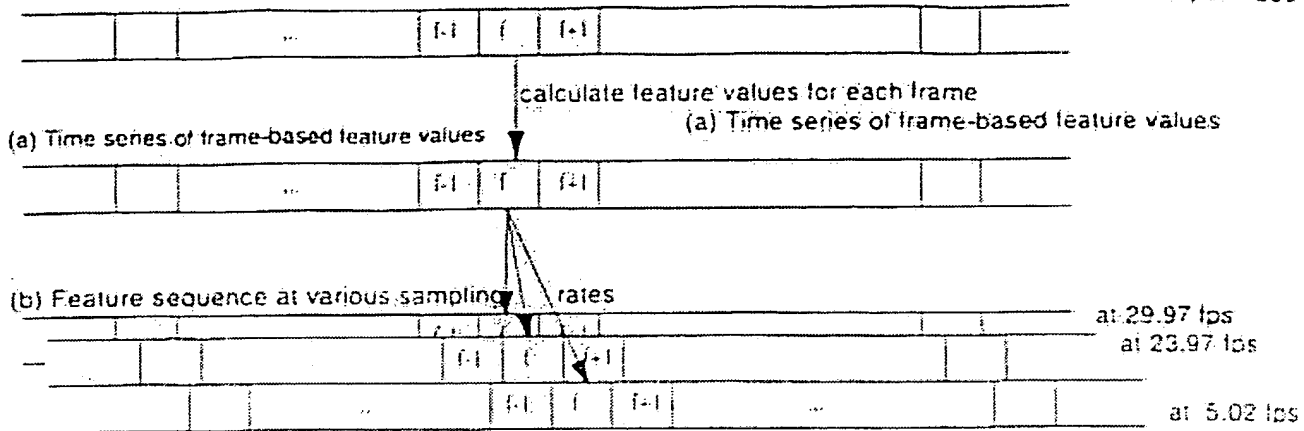 ... f-1 f f+1
calculate feature values for each frame
(a) Time series of frame-based feature values
(a) Time series of frame-based feature values
... f-1 f f+1
(b) Feature sequence at various sampling rates
f-1 f f+1
at 29.97 fps
f-1 f f+1
at 23.97 fps
... f-1 f f+1 ...
at 5.02 fps